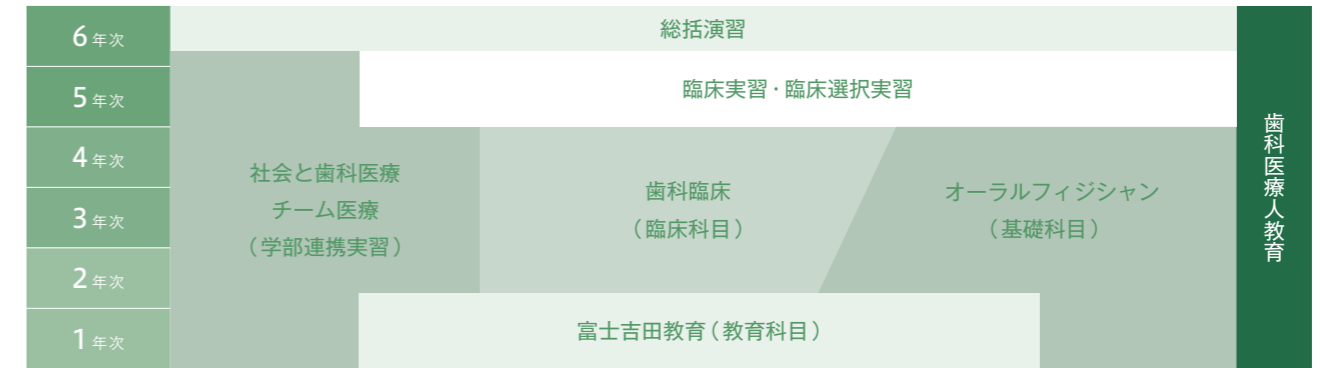 6年次
総括演習
5年次
臨床実習・臨床選択実習
4年次
3年次
2年次
1年次
社会と歯科医療
チーム医療
(学部連携実習)
歯科臨床
(臨床科目)
オーラルフィジシャン
(基礎科目)
富士吉田教育(教育科目)
歯科医療人教育